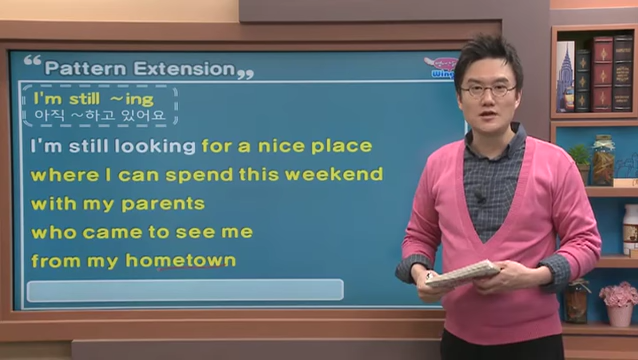 “Pattern Extension”
I'm still ~ing
아직 ~하고 있어요
I'm still looking for a nice place
where I can spend this weekend
with my parents
who came to see me
from my hometown